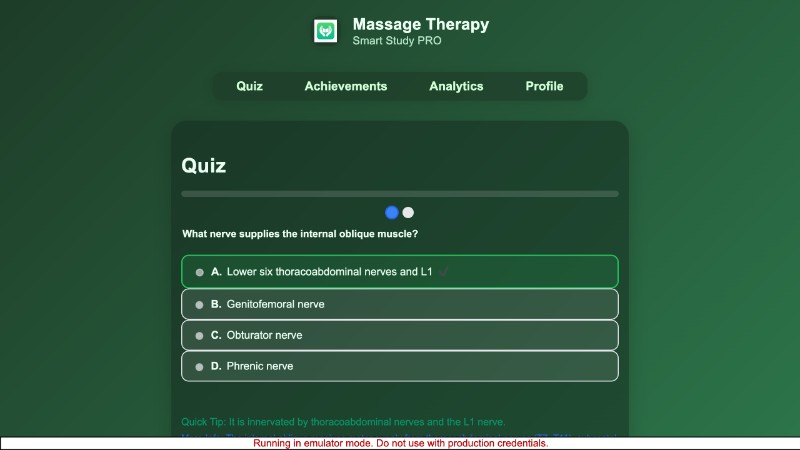 Massage Therapy
Smart Study PRO
Quiz Achievements Analytics Profile
Quiz
What nerve supplies the internal oblique muscle?
A. Lower six thoracoabdominal nerves and L1
B. Genitofemoral nerve
C. Obturator nerve
D. Phrenic nerve
Quick Tip: It is innervated by thoracoabdominal nerves and the L1 nerve.
Running in emulator mode. Do not use with production credentials.